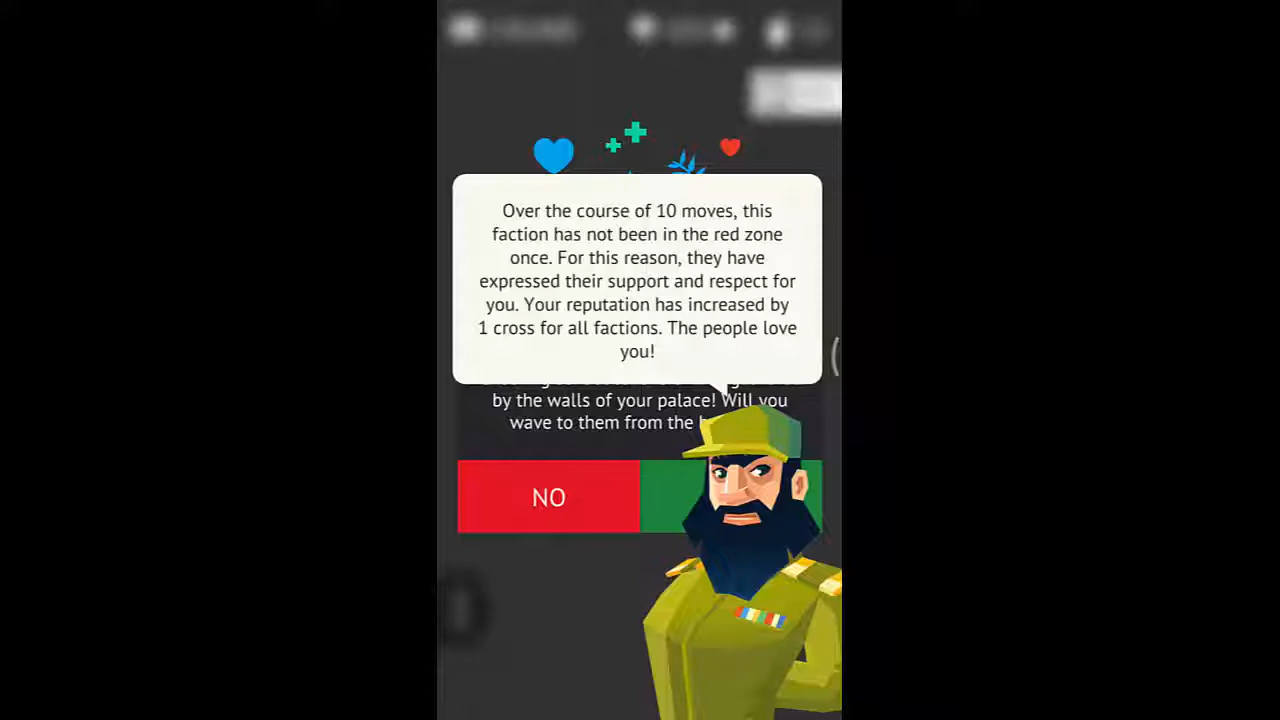 Over the course of 10 moves, this
faction has not been in the red zone
once. For this reason, they have
expressed their support and respect for
you. Your reputation has increased by
1 cross for all factions. The people love
you!
by the walls of your palace! Will you
wave to them from the
NO